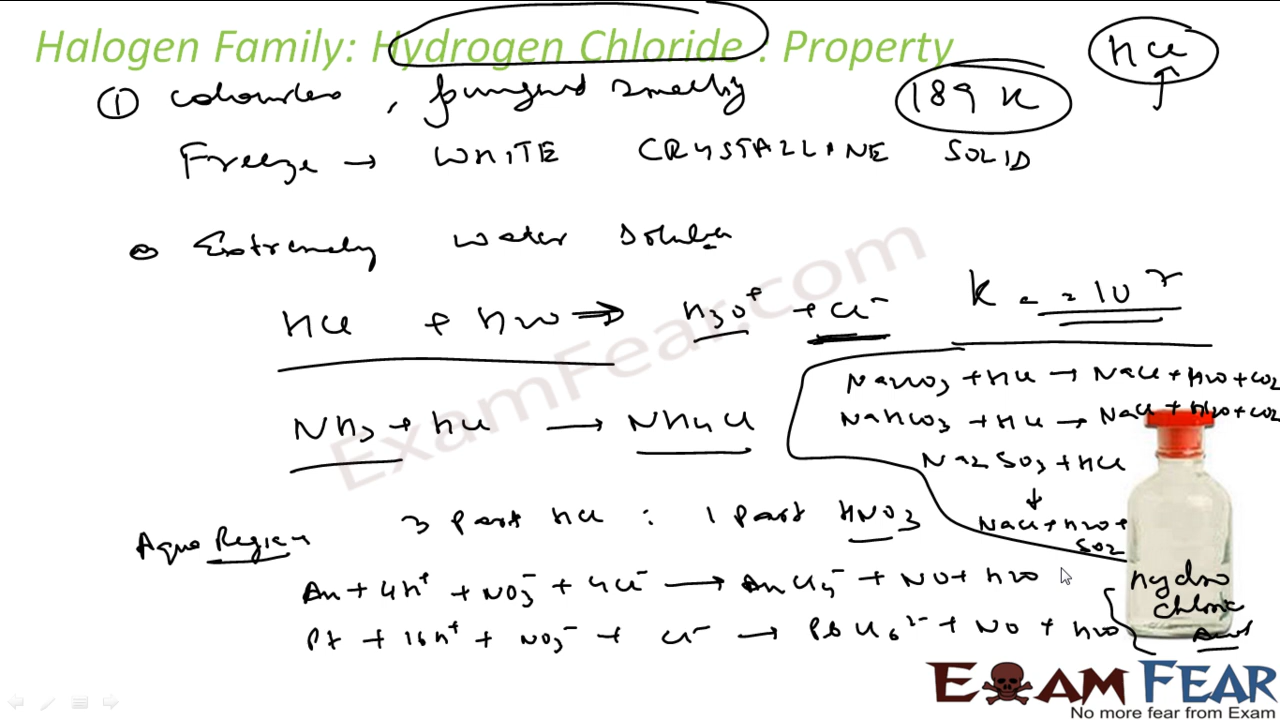 Halogen Family: Hydrogen Chloride : Property
HCl
① colourless , pungent smelling
189 K
Freeze → WHITE CRYSTALLINE SOLID
Extremely water soluble
HCl + H2O ⇒ H3O+ + Cl-
K = 10^7
NH3 + HCl → NH4Cl
Na2CO3 + HCl → NaCl + H2O + CO2
NaHCO3 + HCl → NaCl + H2O + CO2
Na2SO3 + HCl
↓
NaCl + H2O +
SO2
Aqua Regia
3 part HCl : 1 part HNO3
Au + 4H+ + NO3- + 4Cl- → AuCl4- + NO + H2O
Pt + 16H+ + NO3- + Cl- → PtCl6 2- + NO + H2O
Hydro
chloric
Acid
ExamFear.com
EXAM FEAR
No more fear from Exam